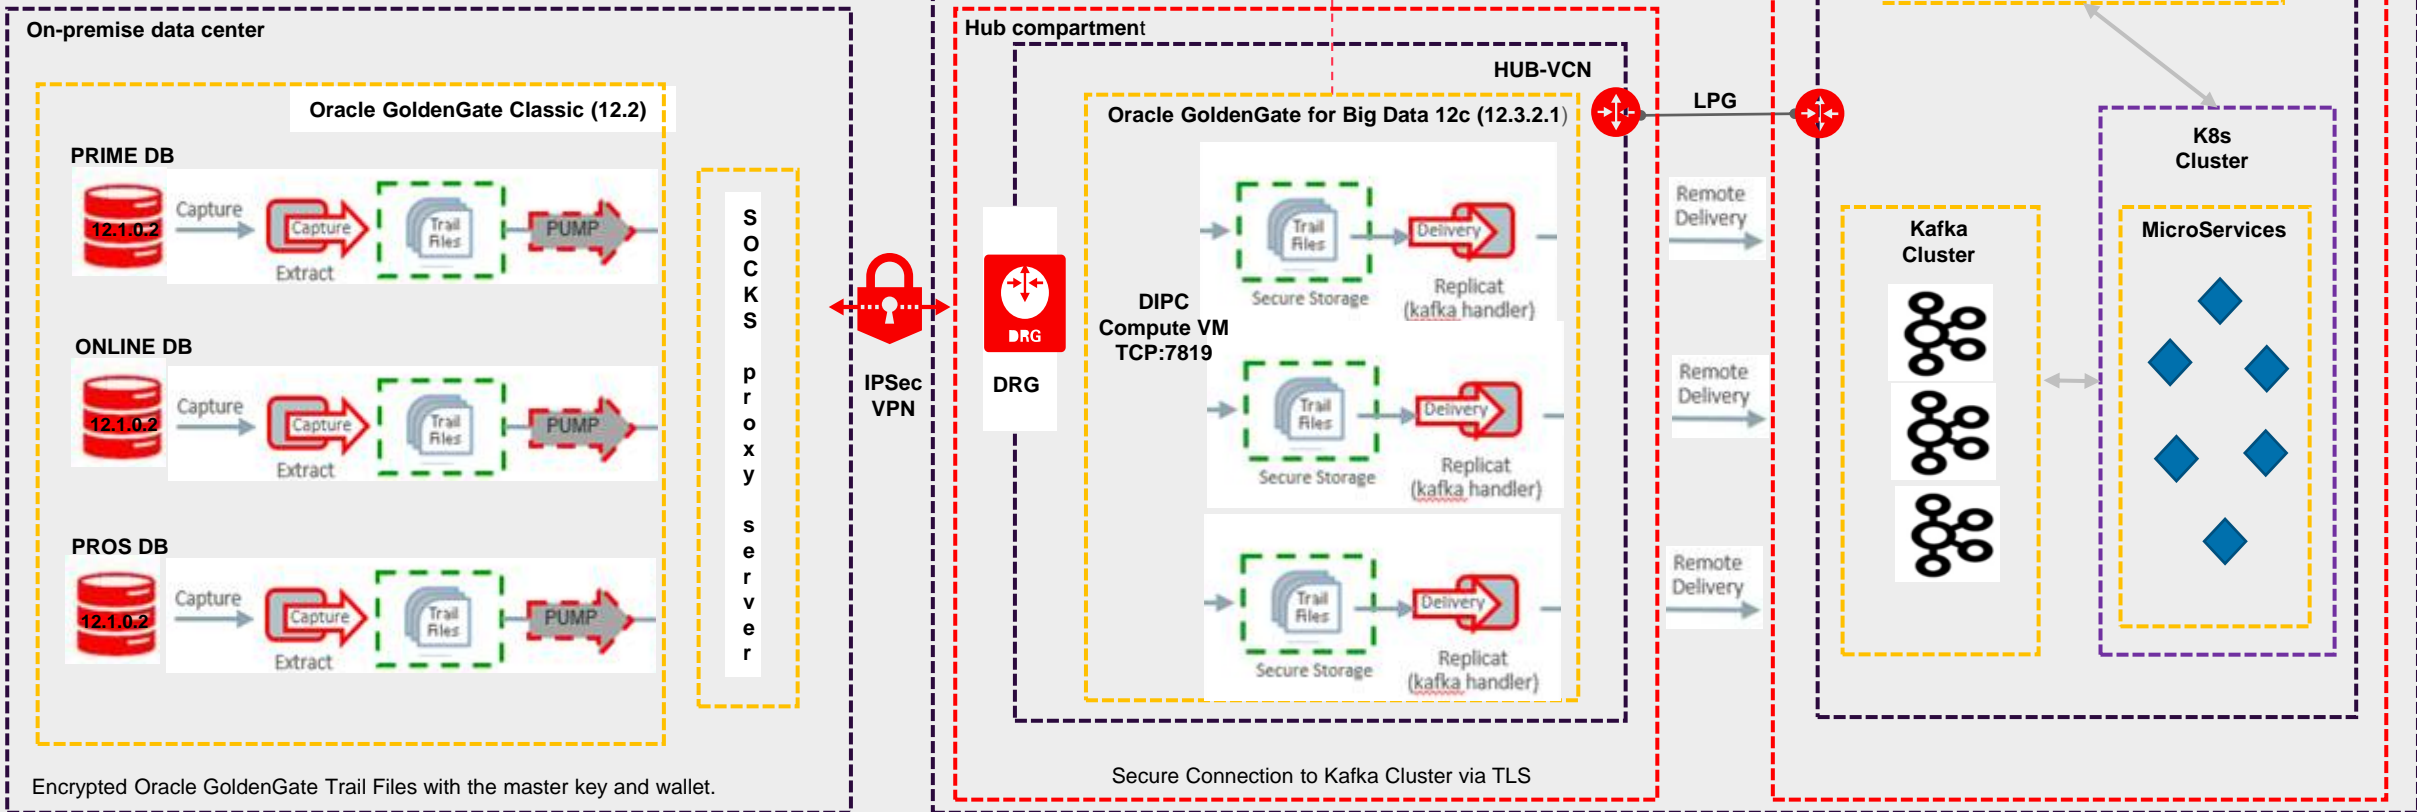 On-premise data center
Oracle GoldenGate Classic (12.2)
PRIME DB
12.1.0.2
Capture
Capture
Extract
Trail
Files
PUMP
ONLINE DB
12.1.0.2
Capture
Capture
Extract
Trail
Files
PUMP
PROS DB
12.1.0.2
Capture
Capture
Extract
Trail
Files
PUMP
Encrypted Oracle GoldenGate Trail Files with the master key and wallet.
SOCKS proxy server
IPSec
VPN
Hub compartment
HUB-VCN
DRG
DRG
Oracle GoldenGate for Big Data 12c (12.3.2.1)
DIPC
Compute VM
TCP:7819
Trail
Files
Secure Storage
Delivery
Replicat
(kafka handler)
Trail
Files
Secure Storage
Delivery
Replicat
(kafka handler)
Trail
Files
Secure Storage
Delivery
Replicat
(kafka handler)
Secure Connection to Kafka Cluster via TLS
LPG
Remote
Delivery
Remote
Delivery
Remote
Delivery
Kafka
Cluster
K8s
Cluster
MicroServices